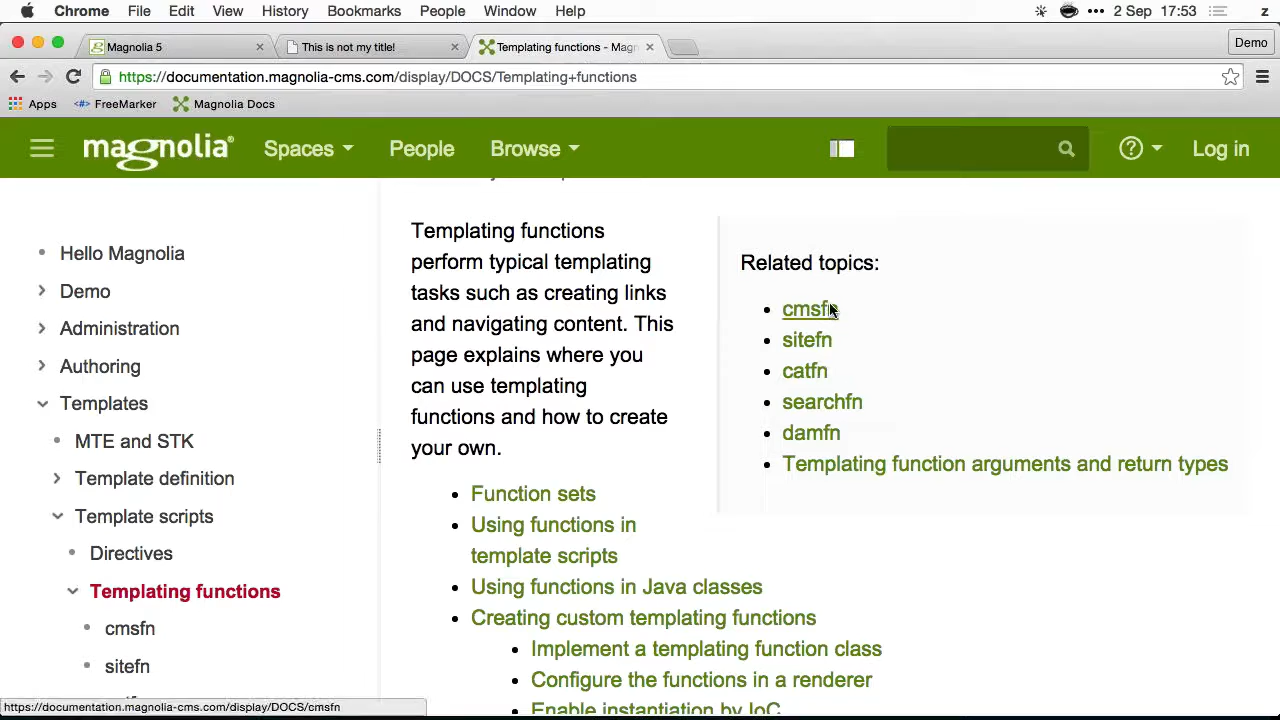 Chrome File Edit View History Bookmarks People Window Help 2 Sep 17:53 z
Magnolia 5 This is not my title! Templating functions - Magn Demo
https://documentation.magnolia-cms.com/display/DOCS/Templating+functions
Apps FreeMarker Magnolia Docs
magnolia® Spaces People Browse Log in
Hello Magnolia
Demo
Administration
Authoring
Templates
MTE and STK
Template definition
Template scripts
Directives
Templating functions
cmsfn
sitefn
Templating functions
perform typical templating
tasks such as creating links
and navigating content. This
page explains where you
can use templating
functions and how to create
your own.
Function sets
Using functions in
template scripts
Using functions in Java classes
Creating custom templating functions
Implement a templating function class
Configure the functions in a renderer
Enable instantiation by IoC
Related topics:
cmsfn
sitefn
catfn
searchfn
damfn
Templating function arguments and return types
https://documentation.magnolia-cms.com/display/DOCS/cmsfn